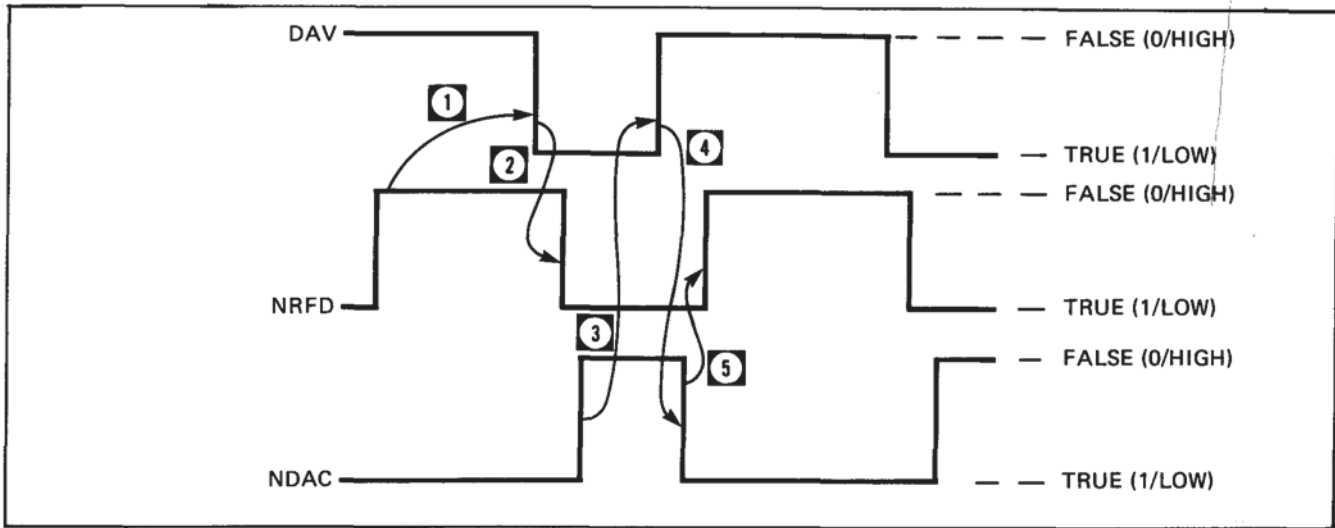 DAV
FALSE (0/HIGH)
1
2
4
TRUE (1/LOW)
FALSE (0/HIGH)
NRFD
TRUE (1/LOW)
3
FALSE (0/HIGH)
5
NDAC
TRUE (1/LOW)